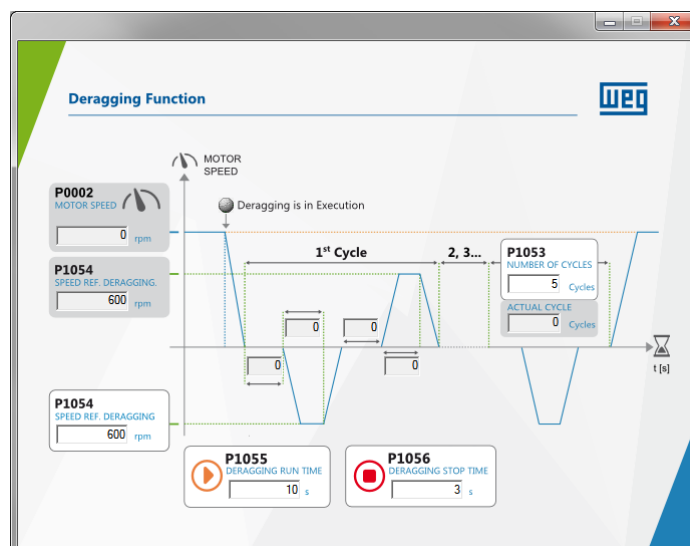 Deragging Function
WEG
MOTOR
SPEED
P0002
MOTOR SPEED
0 rpm
Deragging is in Execution
P1054
SPEED REF. DERAGGING.
600 rpm
1st Cycle
2, 3...
P1053
NUMBER OF CYCLES
5 Cycles
ACTUAL CYCLE
0 Cycles
0
0
0
0
t [s]
P1054
SPEED REF. DERAGGING
600 rpm
P1055
DERAGGING RUN TIME
10 s
P1056
DERAGGING STOP TIME
3 s